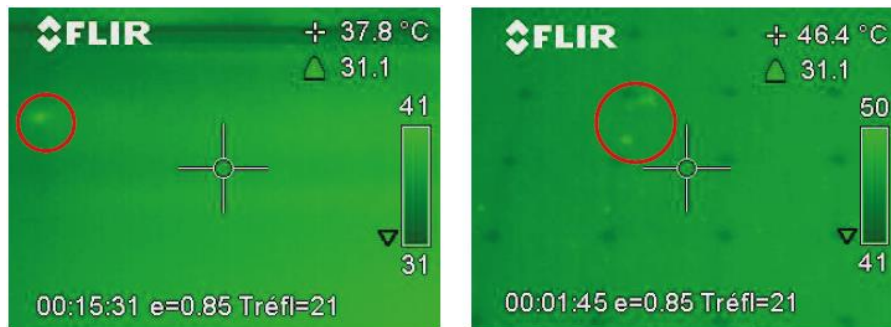 FLIR
37.8 °C
31.1
41
31
00:15:31 e=0.85 Tréfl=21
FLIR
46.4 °C
31.1
50
41
00:01:45 e=0.85 Tréfl=21